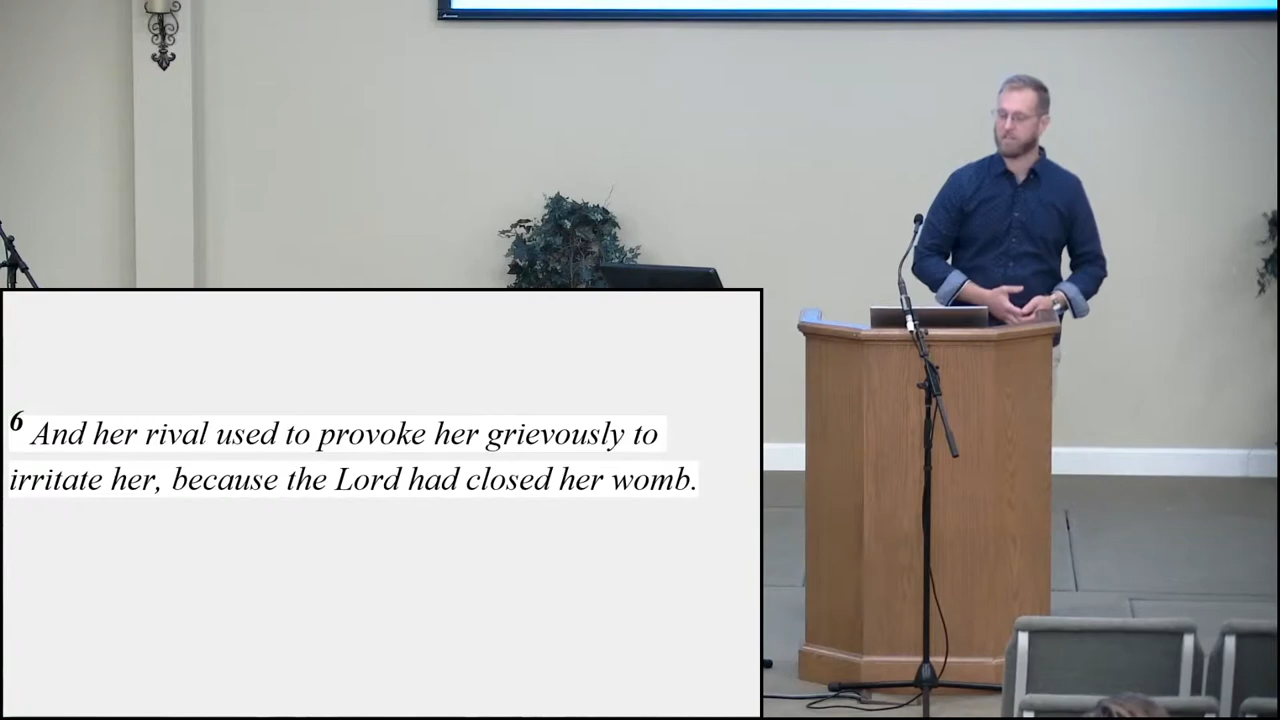 6 And her rival used to provoke her grievously to
irritate her, because the Lord had closed her womb.